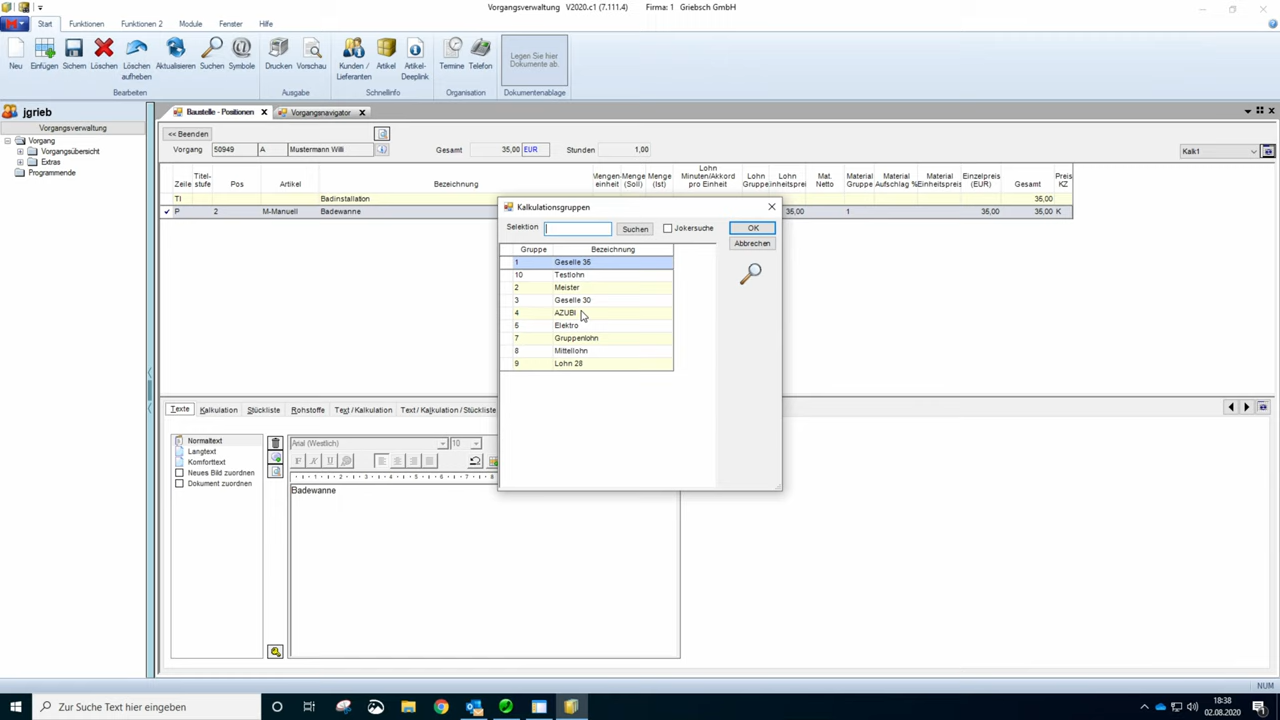 Vorgangsverwaltung V2020.c1 (7.111.4) Firma: 1 Griebsch GmbH
Start Funktionen Funktionen 2 Module Fenster Hilfe
Neu Einfügen Sichern Löschen Löschen aufheben Aktualisieren Suchen Symbole
Drucken Vorschau
Kunden / Lieferanten Artikel Artikel-Deeplink
Termine Telefon
Legen Sie hier Dokumente ab.
Bearbeiten Ausgabe Schnellinfo Organisation Dokumentenablage
jgrieb
Vorgangsverwaltung
Vorgang
Vorgangsübersicht
Extras
Programmende
Baustelle - Positionen Vorgangsnavigator
<< Beenden
Vorgang 50949 A Mustermann Willi Gesamt 35,00 EUR Stunden 1,00 Kalk1
Zeile Titel-stufe Pos Artikel Bezeichnung Mengen-einheit Menge (Soll) Menge (Ist) Lohn Minuten/Akkord pro Einheit Lohn Gruppe Lohn Mat. Netto Material Gruppe Material Aufschlag % Material Einheitspreis Einzelpreis (EUR) Gesamt Preis KZ
TI Badinstallation 35,00
P 2 M-Manuell Badewanne 35,00 1 35,00 35,00 K
Kalkulationsgruppen
Selektion Suchen Jokersuche OK
Abbrechen
Gruppe Bezeichnung
1 Geselle 35
10 Testlohn
2 Meister
3 Geselle 30
4 AZUBI
5 Elektro
7 Gruppenlohn
8 Mittellohn
9 Lohn 28
Texte Kalkulation Stückliste Rohstoffe Text / Kalkulation Text / Kalkulation / Stückliste
Normaltext
Langtext
Komforttext
Neues Bild zuordnen
Dokument zuordnen
Arial (Westlich) 10
F K U
1 2 3 4 5 6 7 8
Badewanne
NUM
Zur Suche Text hier eingeben
18:38
02.08.2020